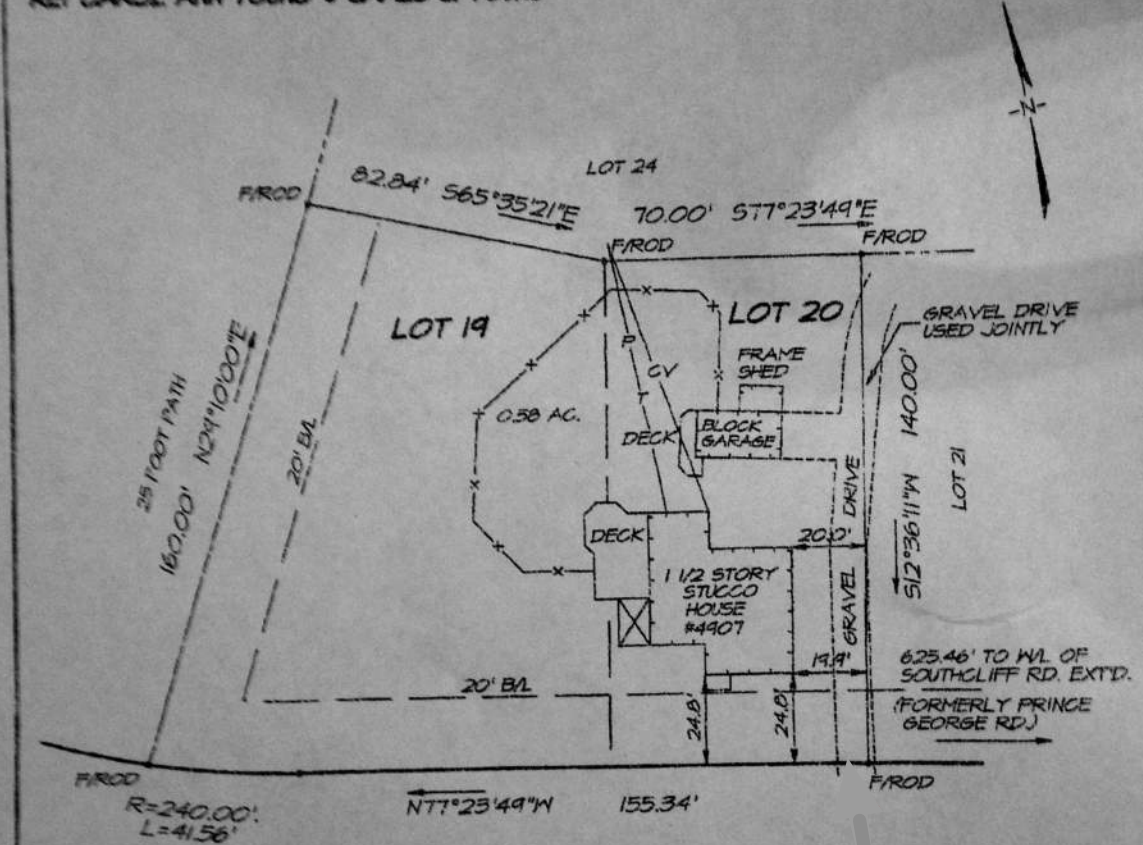 -N-
LOT 24
82.84' S65°35'21"E
70.00' S77°23'49"E
F/ROD
F/ROD
F/ROD
LOT 19
LOT 20
GRAVEL DRIVE
USED JOINTLY
FRAME
SHED
P
CV
T
0.58 AC.
DECK
BLOCK
GARAGE
25 FOOT PATH
160.00' N29°10'00"E
20' B/L
S12°36'11"W 140.00'
LOT 21
GRAVEL DRIVE
DECK
20.0'
1 1/2 STORY
STUCCO
HOUSE
#4907
19.9'
625.46' TO W/L OF
SOUTHCLIFF RD. EXT'D.
(FORMERLY PRINCE
GEORGE RD.)
20' B/L
24.8'
24.8'
F/ROD
F/ROD
R=240.00'
L=41.56'
N77°23'49"W 155.34'